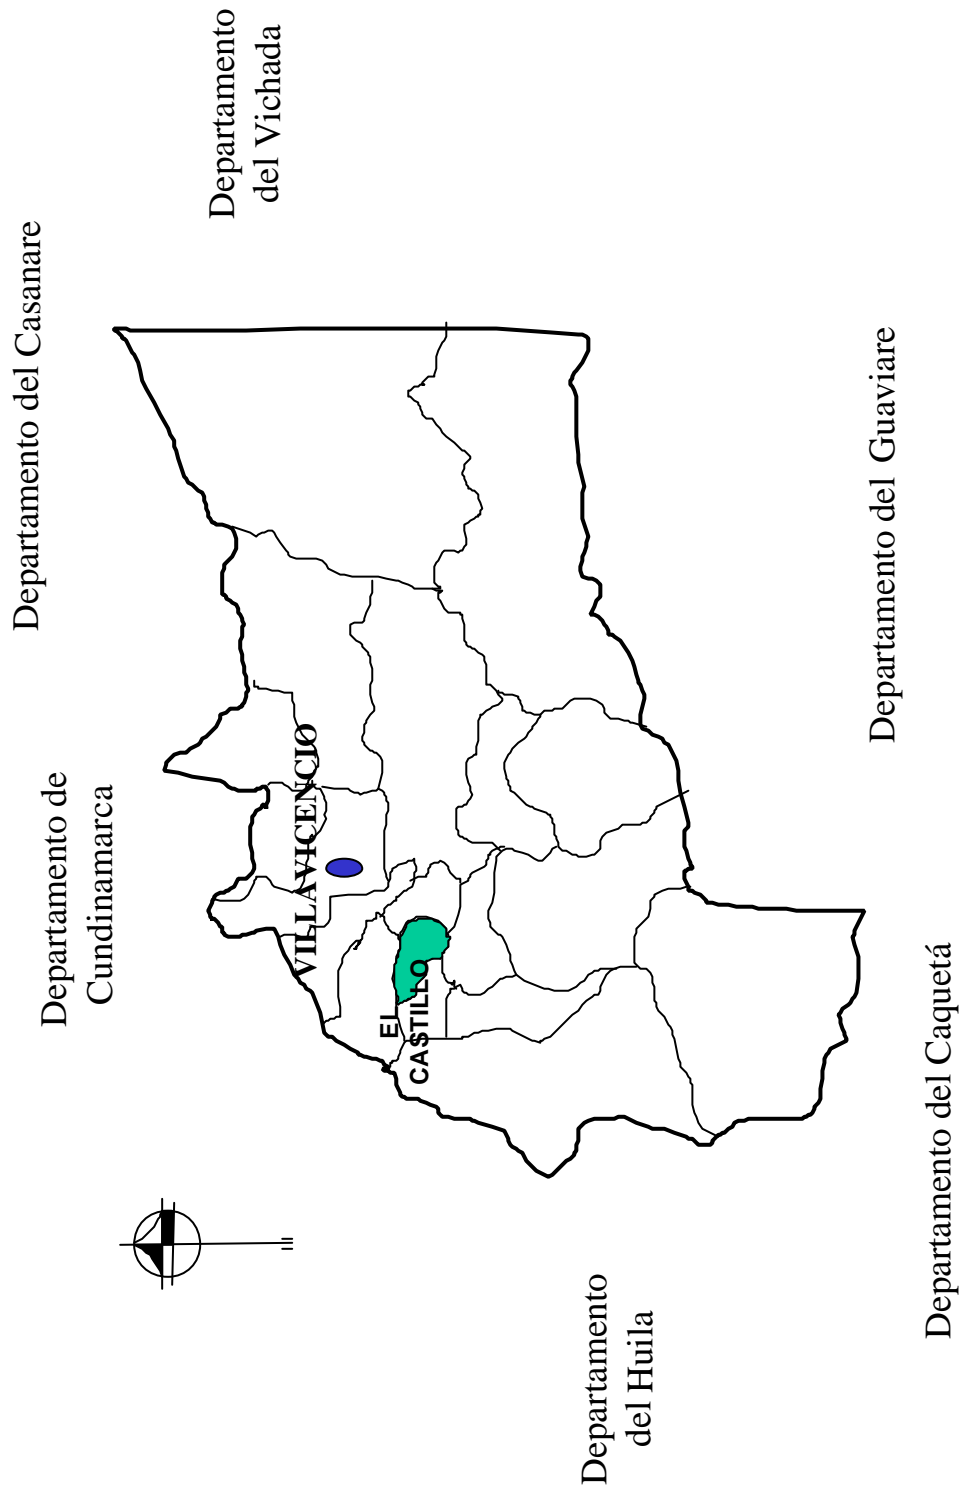 Departamento de
Cundinamarca
Departamento del Casanare
Departamento
del Vichada
VILLAVICENCIO
EL
CASTILLO
Departamento
del Huila
Departamento del Caquetá
Departamento del Guaviare